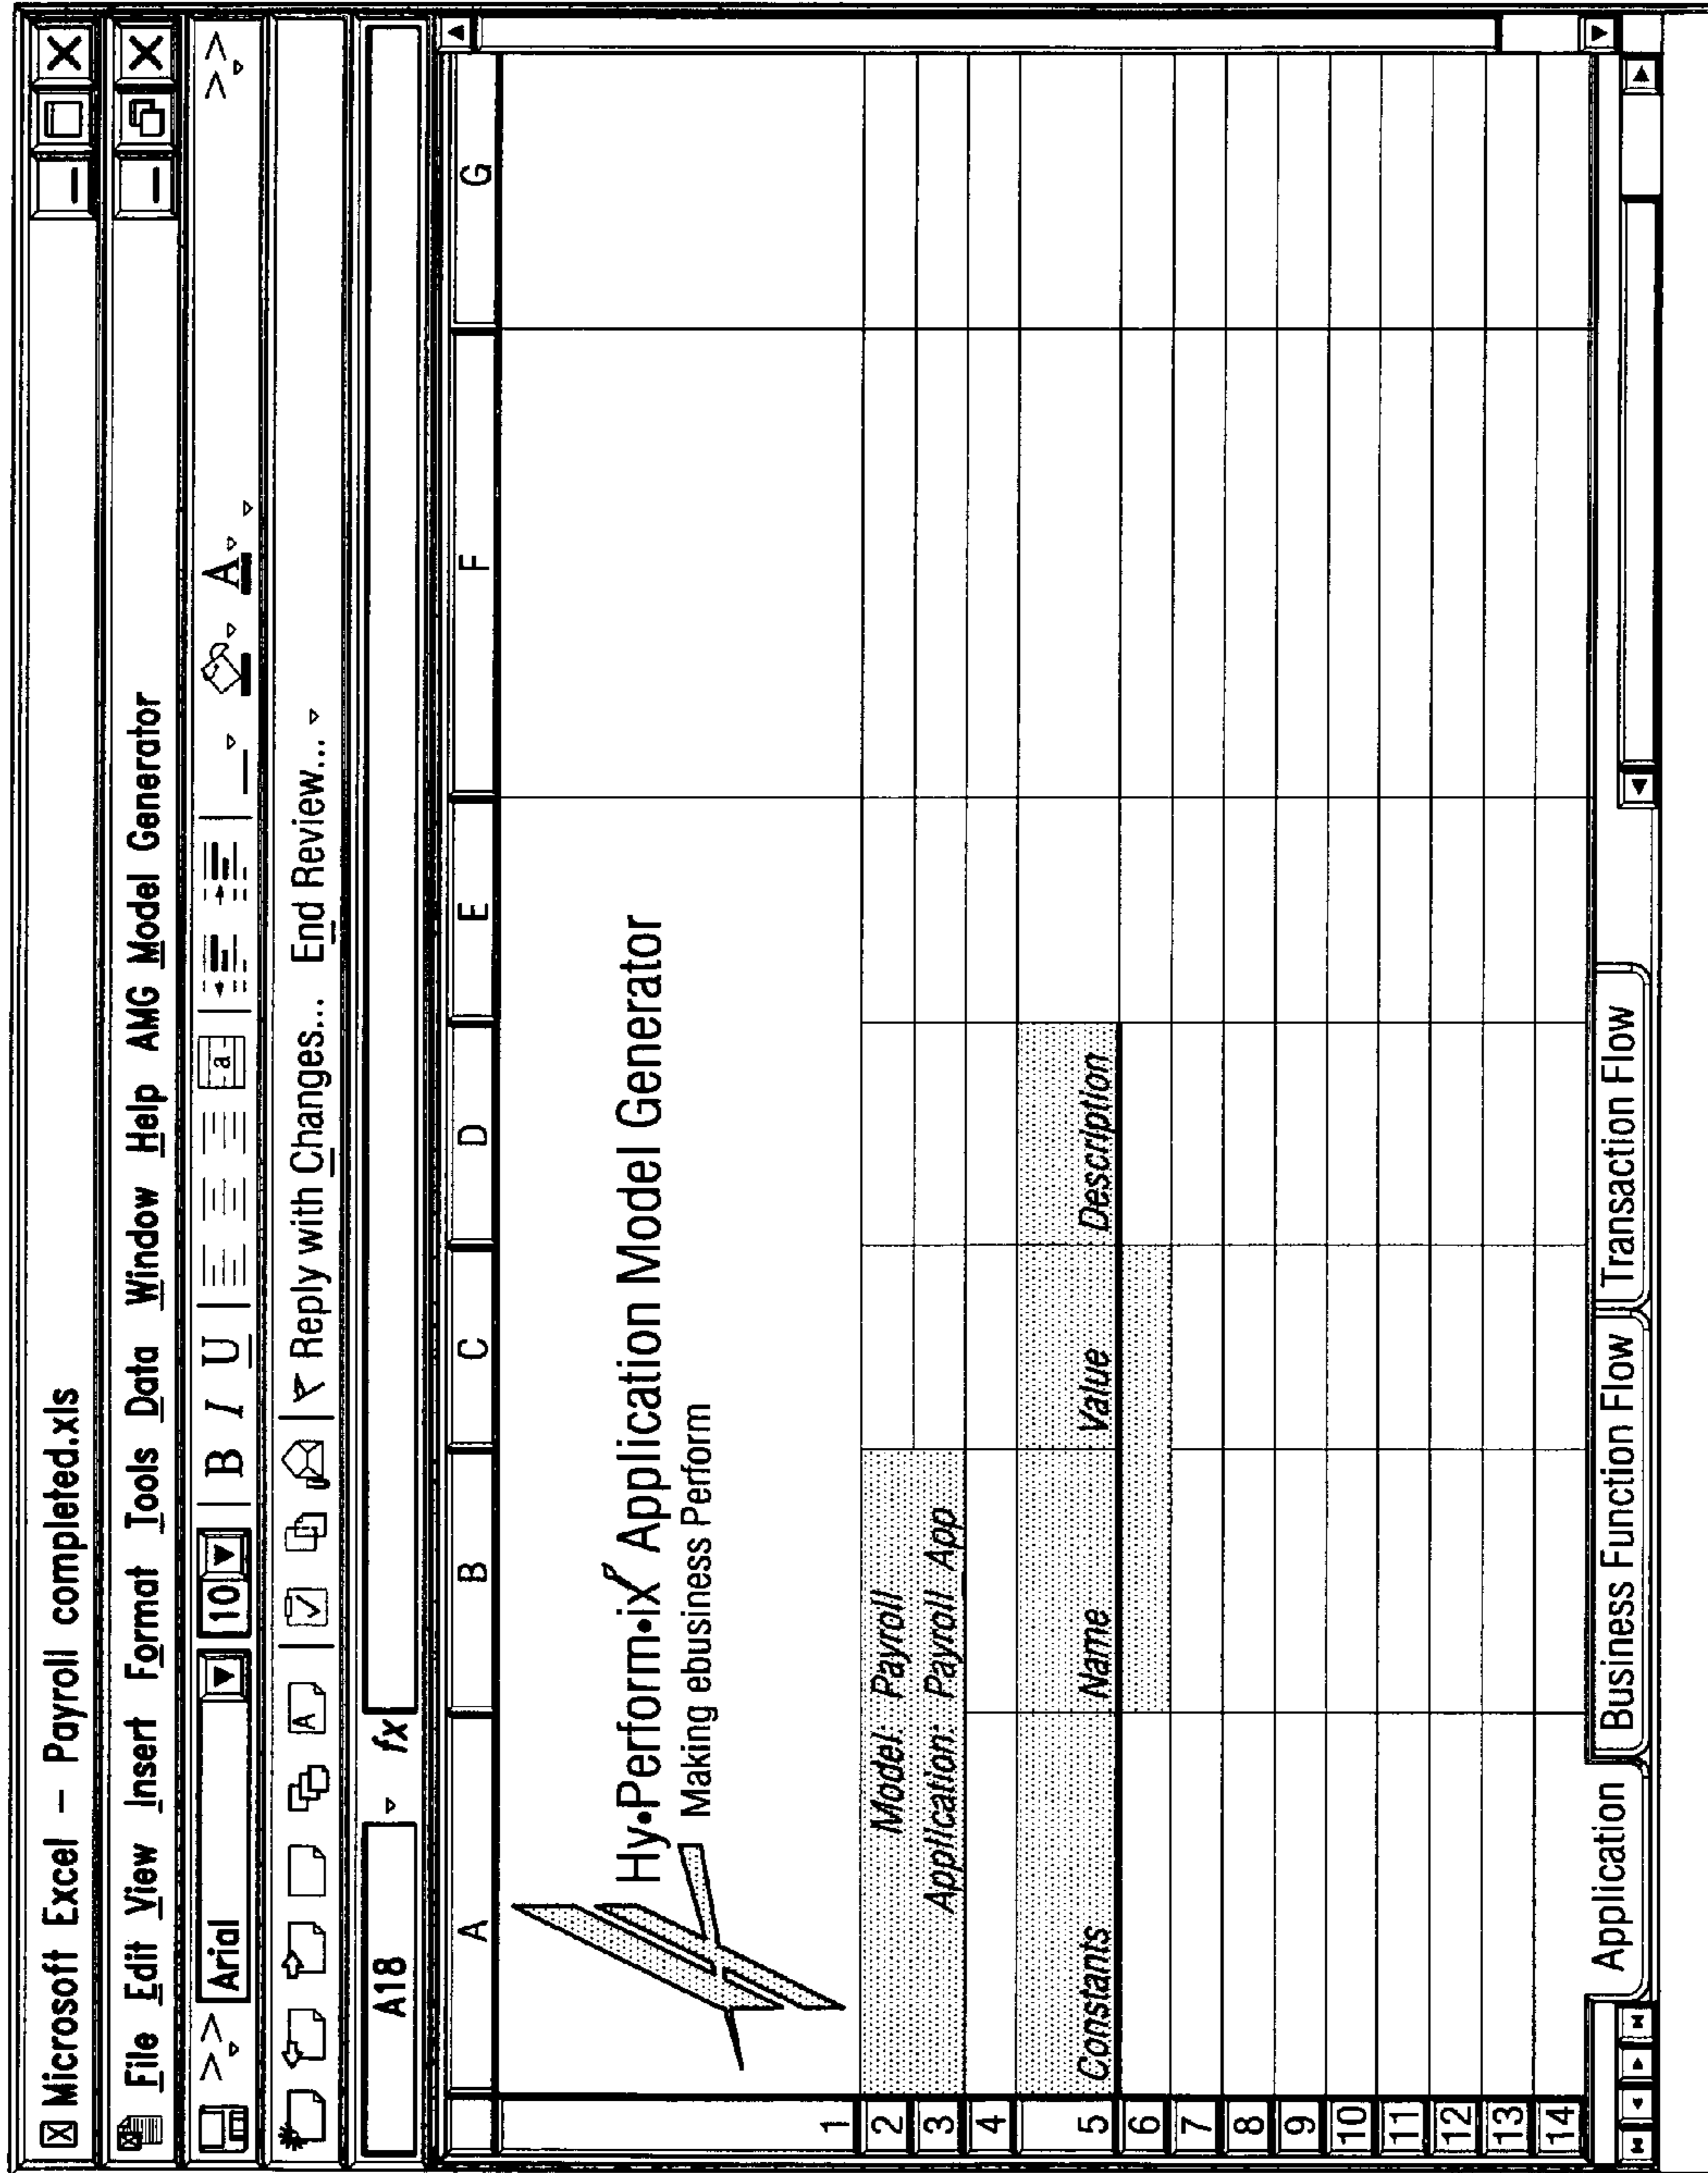 Microsoft Excel – Payroll completed.xls
File Edit View Insert Format Tools Data Window Help AMG Model Generator
>> Arial 10 B I U a A >>
A Reply with Changes... End Review...
A18 fx
A B C D E F G
1 Hy•Perform•iX Application Model Generator
Making ebusiness Perform
2 Model: Payroll
3 Application: Payroll App
4
5 Constants Name Value Description
6
7
8
9
10
11
12
13
14
Application Business Function Flow Transaction Flow